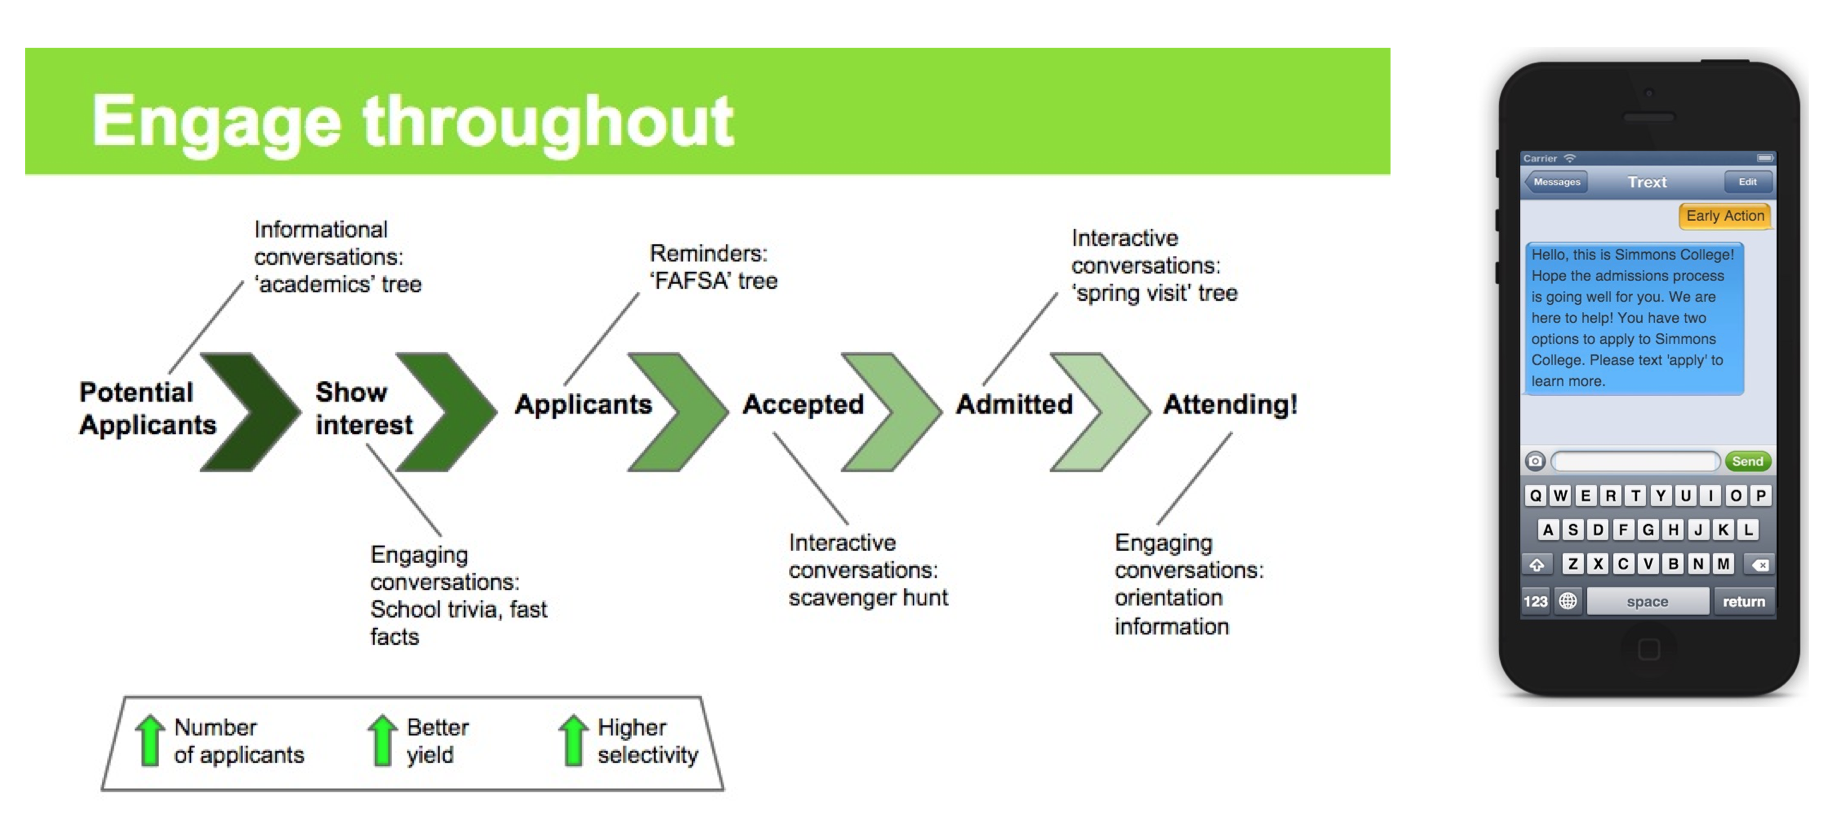 Engage throughout
Informational
conversations:
‘academics’ tree
Reminders:
‘FAFSA’ tree
Interactive
conversations:
‘spring visit’ tree
Potential
Applicants
Show
interest
Applicants
Accepted
Admitted
Attending!
Engaging
conversations:
School trivia, fast
facts
Interactive
conversations:
scavenger hunt
Engaging
conversations:
orientation
information
Number
of applicants
Better
yield
Higher
selectivity
Carrier
Messages
Trext
Edit
Early Action
Hello, this is Simmons College!
Hope the admissions process
is going well for you. We are
here to help! You have two
options to apply to Simmons
College. Please text 'apply' to
learn more.
Send
Q W E R T Y U I O P
A S D F G H J K L
Z X C V B N M
123 space return